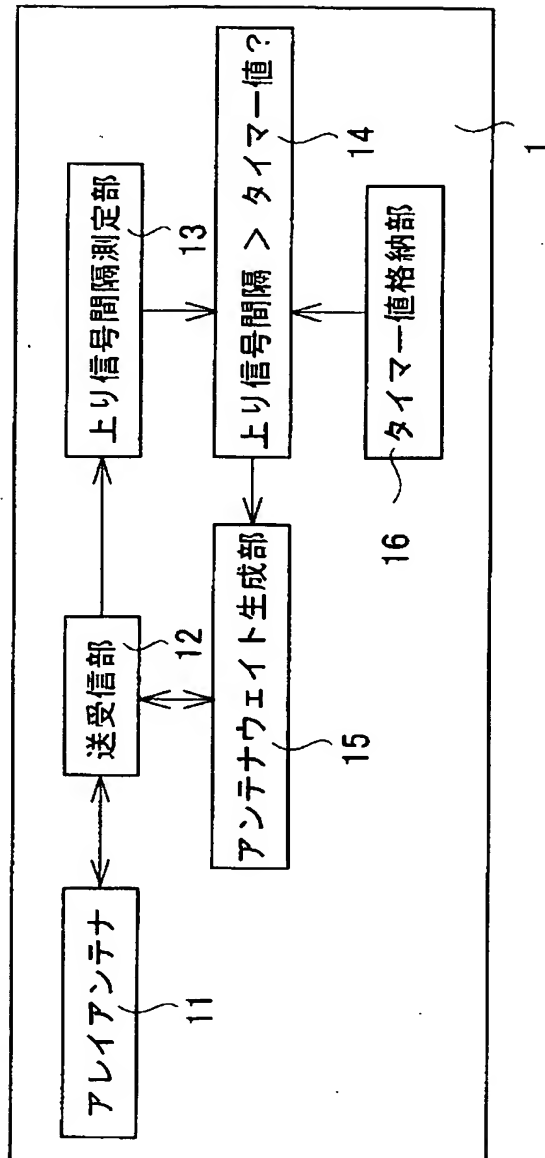 アレイアンテナ
11
送受信部
12
上り信号間隔測定部
13
アンテナウェイト生成部
15
上り信号間隔 > タイマー値?
14
タイマー値格納部
16
1